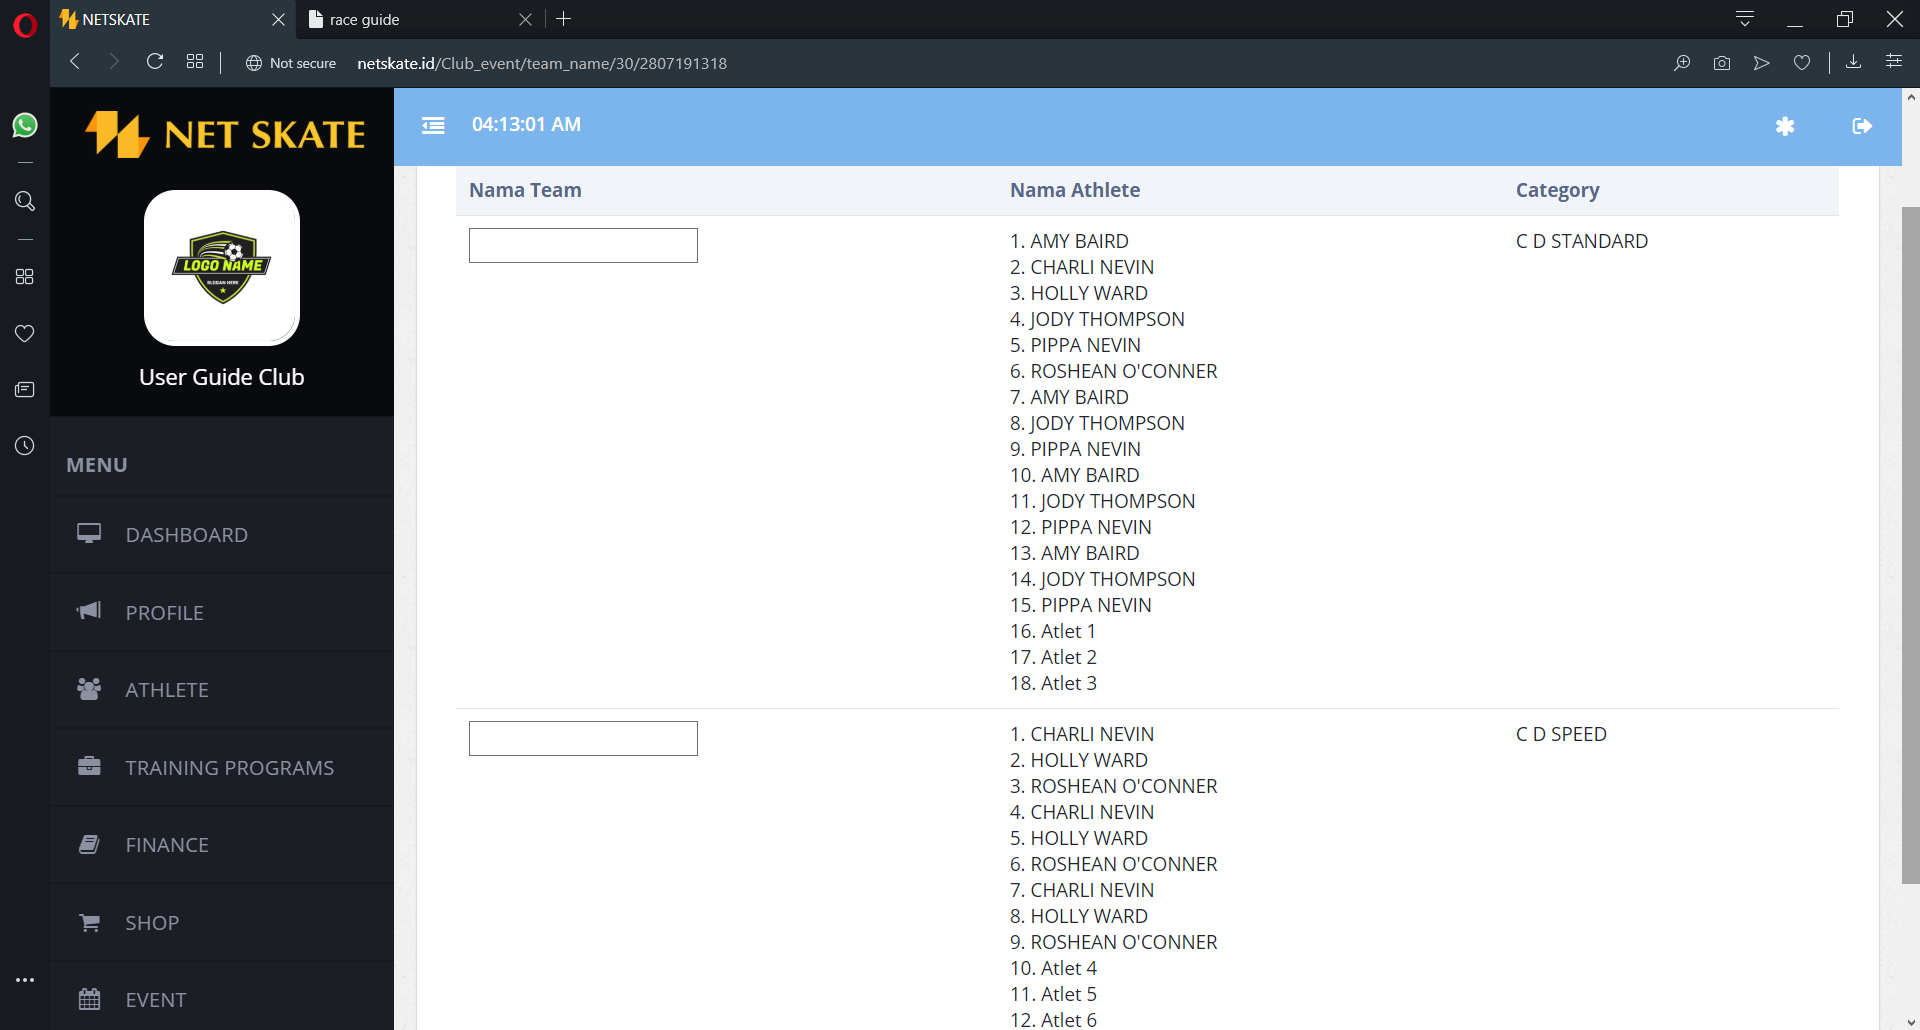 NETSKATE
race guide
Not secure
netskate.id/Club_event/team_name/30/2807191318
NET SKATE
04:13:01 AM
LOGO NAME
SLOGAN HERE
User Guide Club
MENU
DASHBOARD
PROFILE
ATHLETE
TRAINING PROGRAMS
FINANCE
SHOP
EVENT
Nama Team
Nama Athlete
Category
1. AMY BAIRD
C D STANDARD
2. CHARLI NEVIN
3. HOLLY WARD
4. JODY THOMPSON
5. PIPPA NEVIN
6. ROSHEAN O'CONNER
7. AMY BAIRD
8. JODY THOMPSON
9. PIPPA NEVIN
10. AMY BAIRD
11. JODY THOMPSON
12. PIPPA NEVIN
13. AMY BAIRD
14. JODY THOMPSON
15. PIPPA NEVIN
16. Atlet 1
17. Atlet 2
18. Atlet 3
1. CHARLI NEVIN
C D SPEED
2. HOLLY WARD
3. ROSHEAN O'CONNER
4. CHARLI NEVIN
5. HOLLY WARD
6. ROSHEAN O'CONNER
7. CHARLI NEVIN
8. HOLLY WARD
9. ROSHEAN O'CONNER
10. Atlet 4
11. Atlet 5
12. Atlet 6